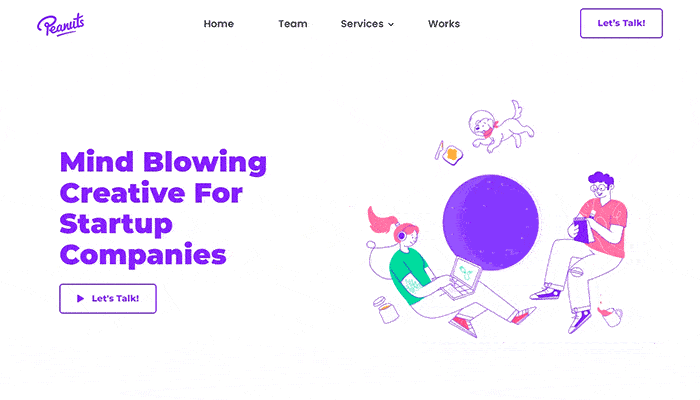 Peanuts
Home Team Services Works
Let's Talk!
Mind Blowing
Creative For
Startup
Companies
Let's Talk!